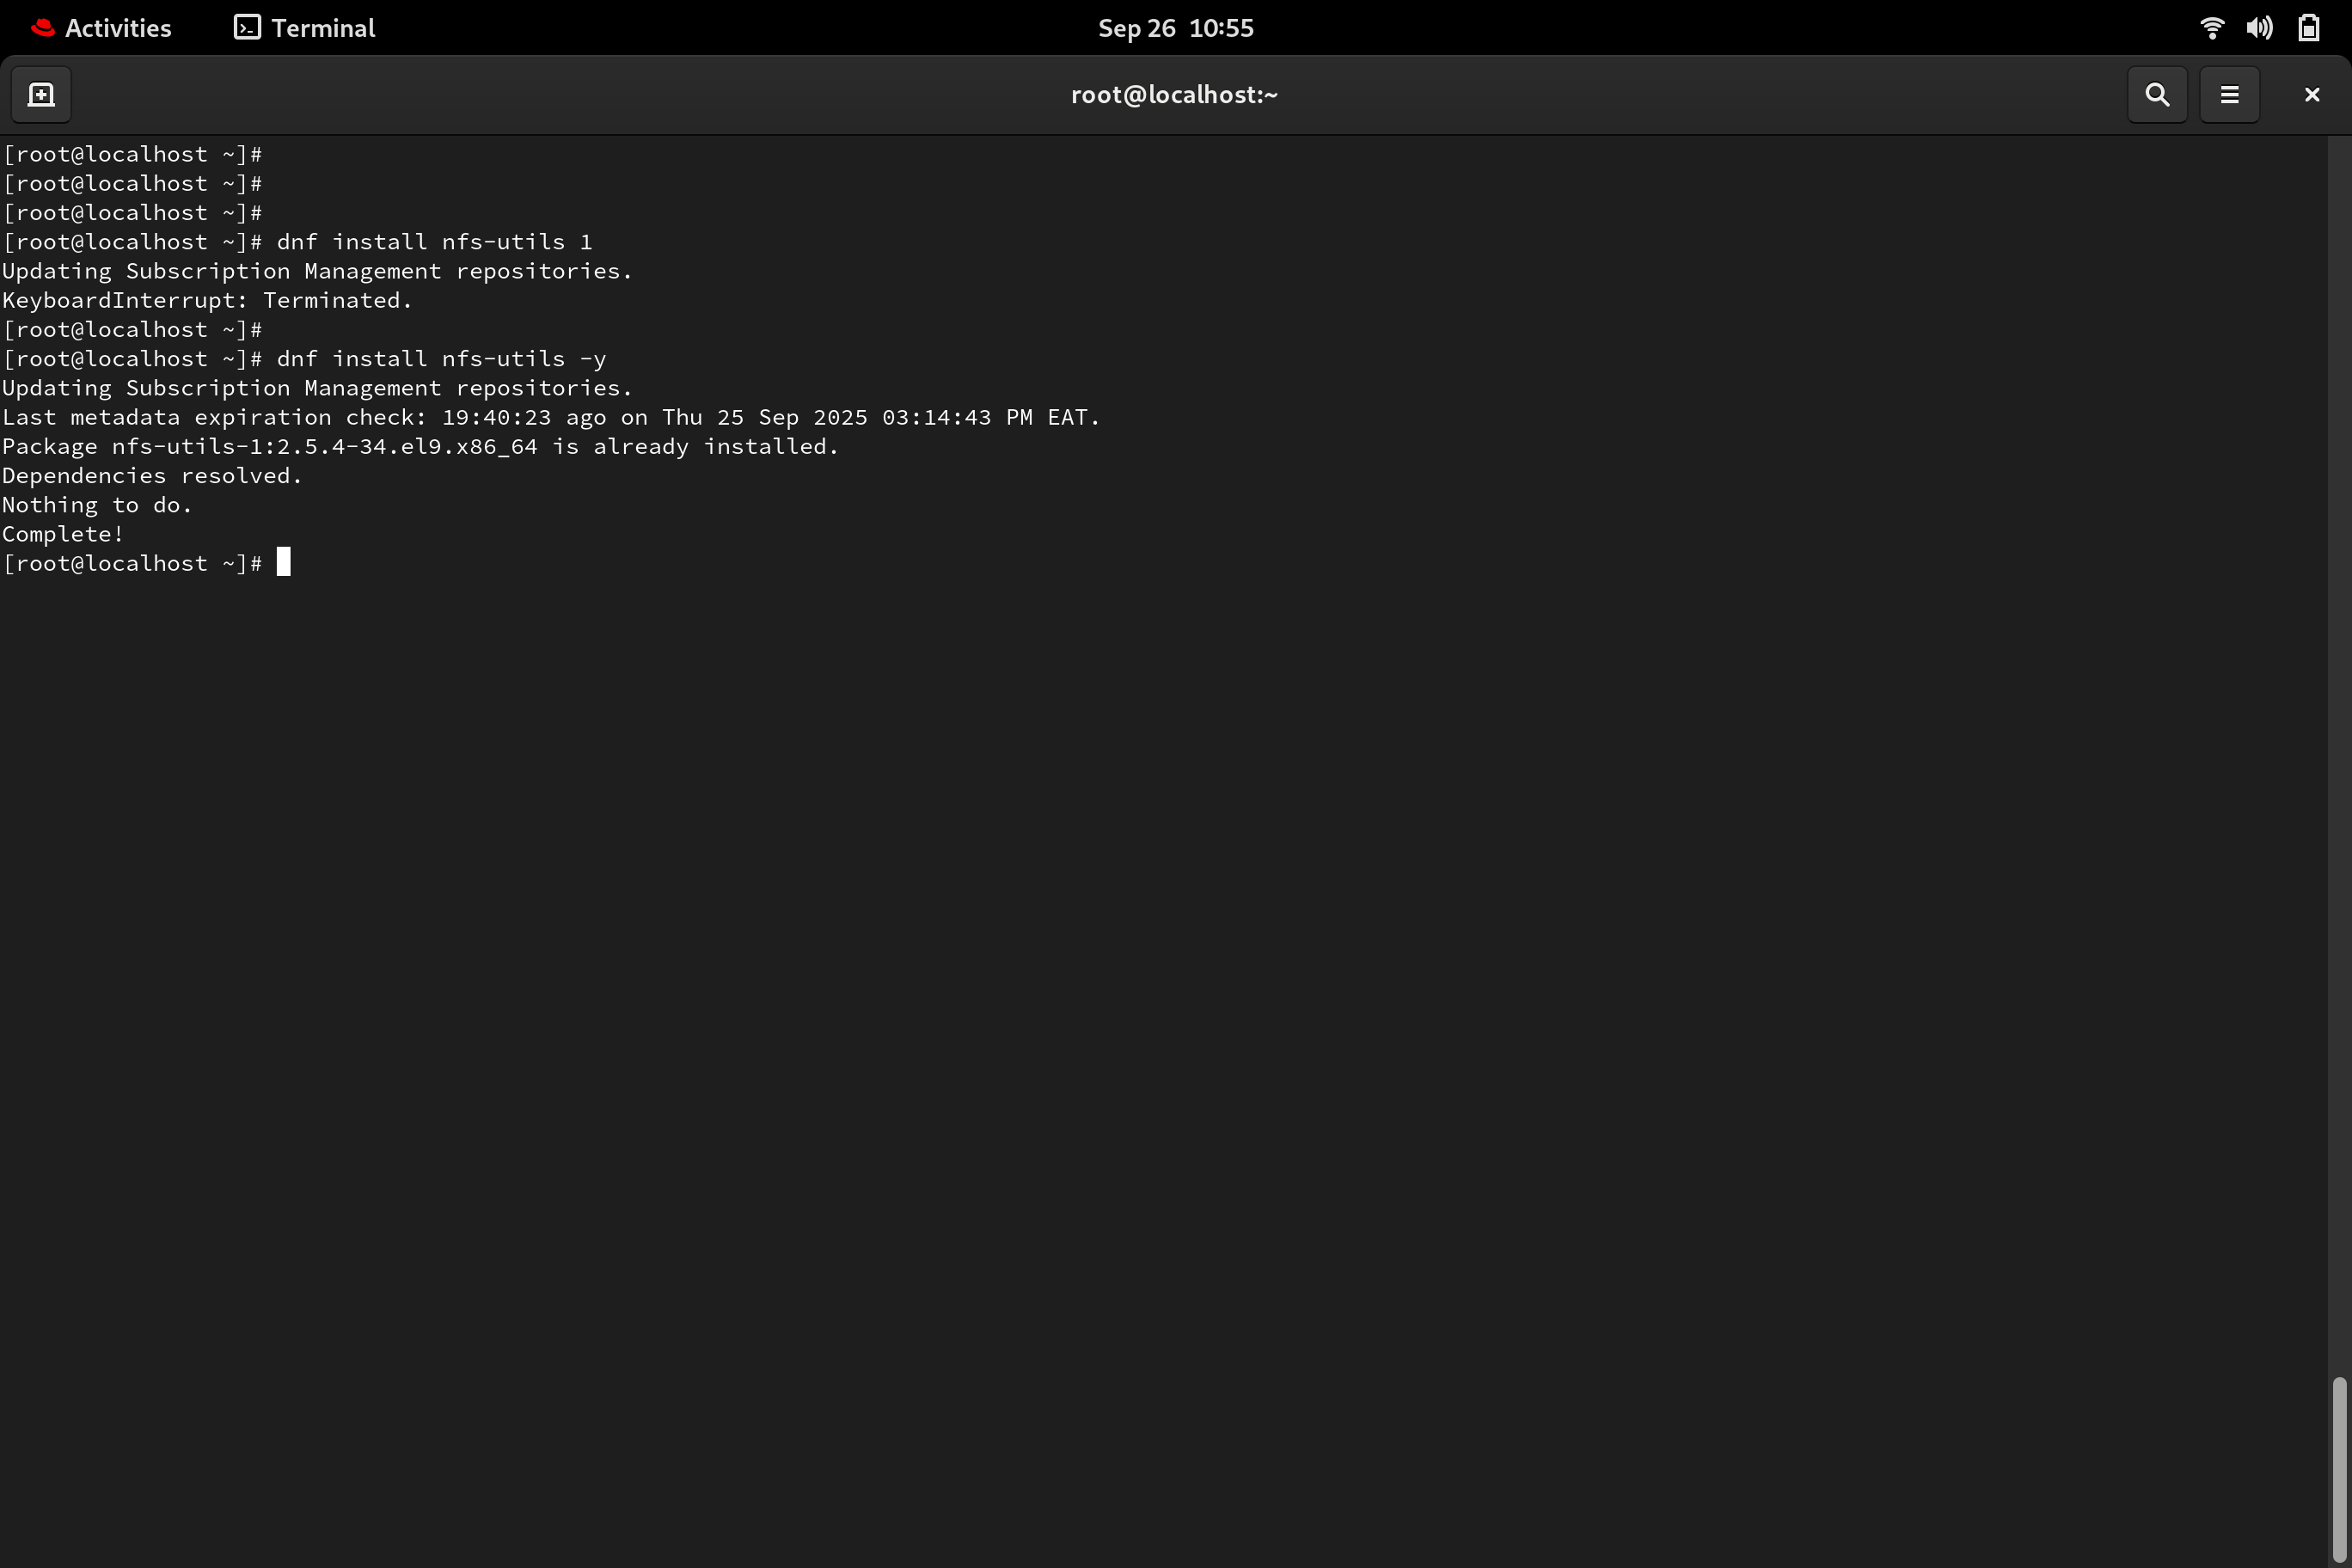 Activities Terminal Sep 26 10:55
root@localhost:~
[root@localhost ~]#
[root@localhost ~]#
[root@localhost ~]#
[root@localhost ~]# dnf install nfs-utils 1
Updating Subscription Management repositories.
KeyboardInterrupt: Terminated.
[root@localhost ~]#
[root@localhost ~]# dnf install nfs-utils -y
Updating Subscription Management repositories.
Last metadata expiration check: 19:40:23 ago on Thu 25 Sep 2025 03:14:43 PM EAT.
Package nfs-utils-1:2.5.4-34.el9.x86_64 is already installed.
Dependencies resolved.
Nothing to do.
Complete!
[root@localhost ~]#